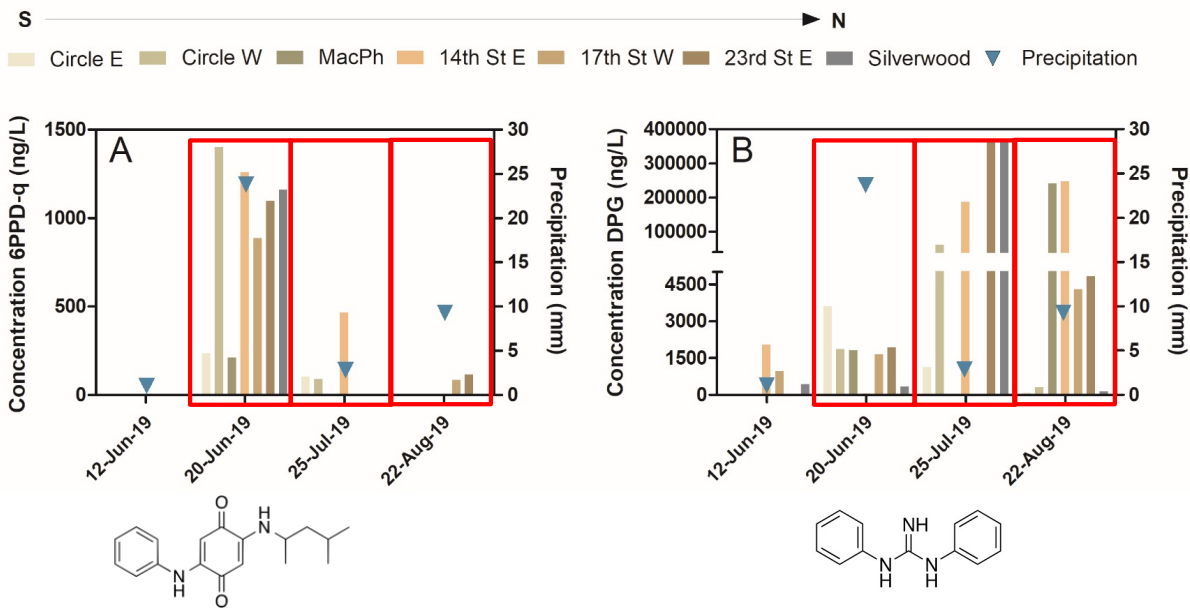 S N
Circle E Circle W MacPh 14th St E 17th St W 23rd St E Silverwood Precipitation
A
Concentration 6PPD-q (ng/L)
1500
1000
500
0
30
25
20
15
10
5
0
Precipitation (mm)
12-Jun-19
20-Jun-19
25-Jul-19
22-Aug-19
B
Concentration DPG (ng/L)
400000
300000
200000
100000
4500
3000
1500
0
30
25
20
15
10
5
0
Precipitation (mm)
12-Jun-19
20-Jun-19
25-Jul-19
22-Aug-19
O
H
N
N
H
O
NH
N
H
N
H